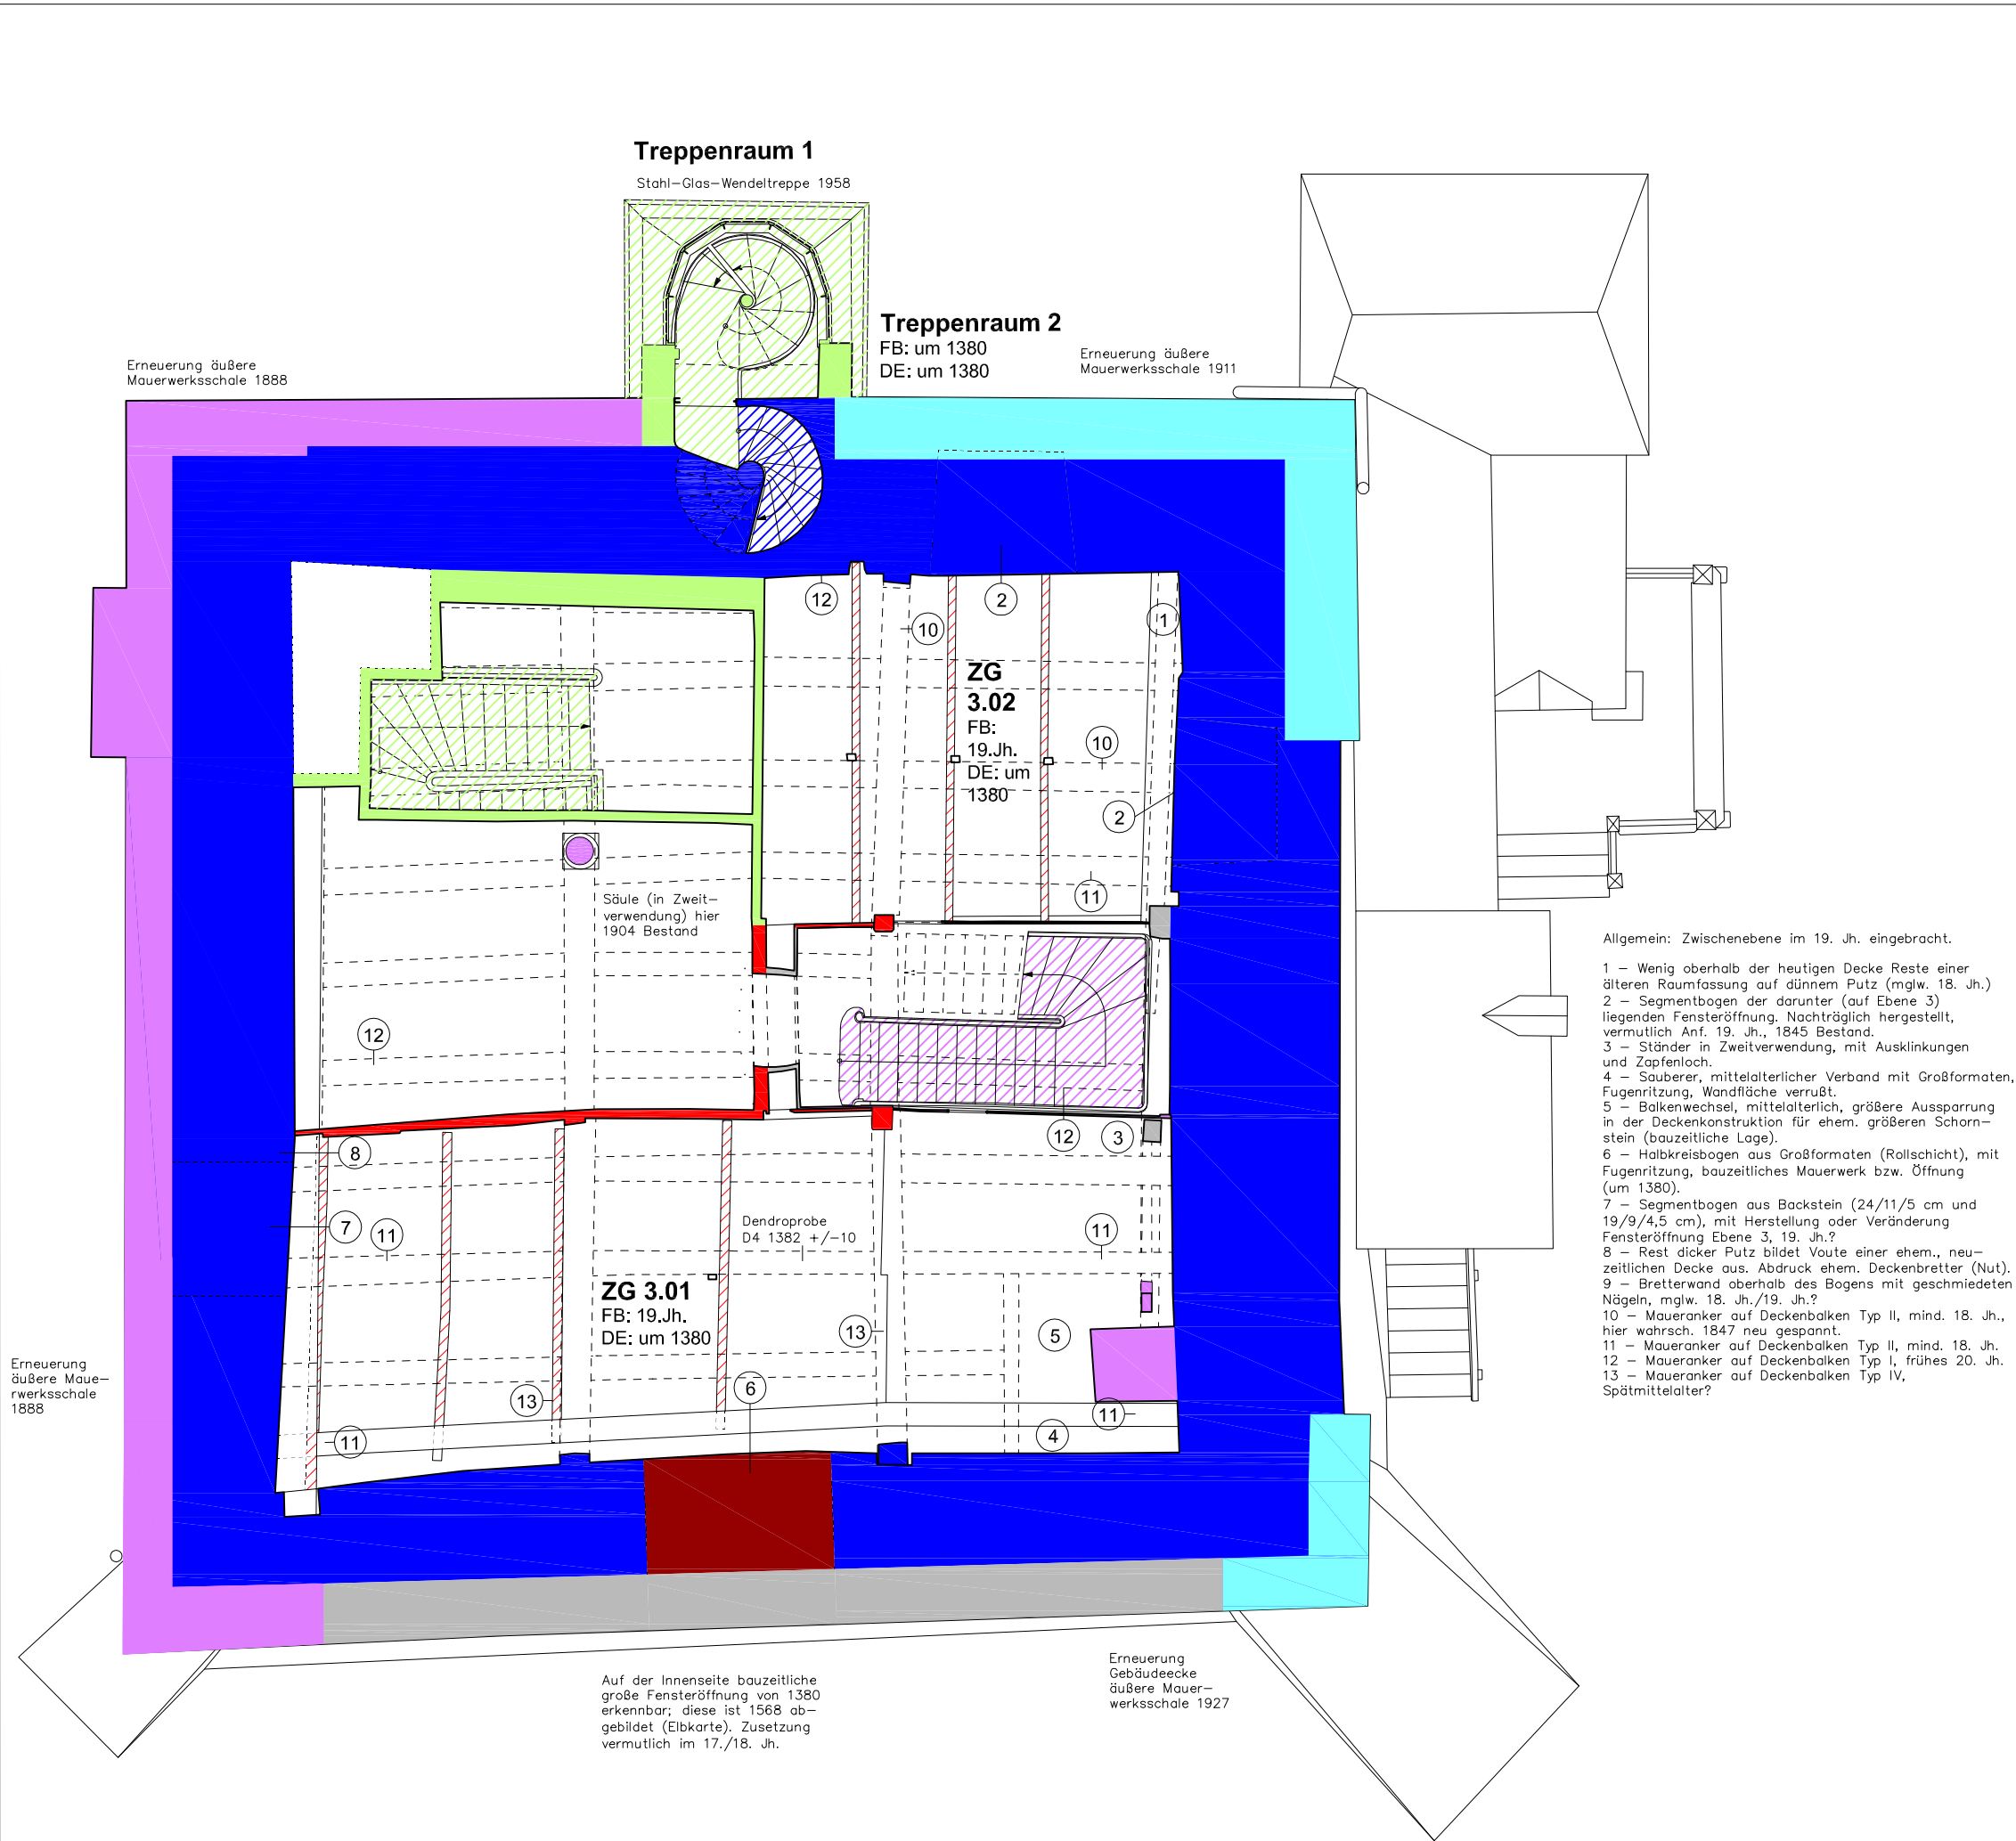 Treppenraum 1
Stahl-Glas-Wendeltreppe 1958
Treppenraum 2
FB: um 1380
DE: um 1380
Erneuerung äußere
Mauerwerksschale 1911
Erneuerung äußere
Mauerwerksschale 1888
12
10
2
1
ZG
3.02
FB:
19.Jh.
DE: um
1380
10
2
11
Säule (in Zweit-
verwendung) hier
1904 Bestand
12
12
3
8
7
11
Dendroprobe
D4 1382 +/-10
11
ZG 3.01
FB: 19.Jh.
DE: um 1380
13
5
6
13
11
11
4
Erneuerung
äußere Maue-
rwerksschale
1888
Auf der Innenseite bauzeitliche
große Fensteröffnung von 1380
erkennbar; diese ist 1568 ab-
gebildet (Elbkarte). Zusetzung
vermutlich im 17./18. Jh.
Erneuerung
Gebäudeecke
äußere Mauer-
werksschale 1927
Allgemein: Zwischenebene im 19. Jh. eingebracht.
1 - Wenig oberhalb der heutigen Decke Reste einer
älteren Raumfassung auf dünnem Putz (mglw. 18. Jh.)
2 - Segmentbogen der darunter (auf Ebene 3)
liegenden Fensteröffnung. Nachträglich hergestellt,
vermutlich Anf. 19. Jh., 1845 Bestand.
3 - Ständer in Zweitverwendung, mit Ausklinkungen
und Zapfenloch.
4 - Sauberer, mittelalterlicher Verband mit Großformaten,
Fugenritzung, Wandfläche verrußt.
5 - Balkenwechsel, mittelalterlich, größere Aussparrung
in der Deckenkonstruktion für ehem. größeren Schorn-
stein (bauzeitliche Lage).
6 - Halbkreisbogen aus Großformaten (Rollschicht), mit
Fugenritzung, bauzeitliches Mauerwerk bzw. Öffnung
(um 1380).
7 - Segmentbogen aus Backstein (24/11/5 cm und
19/9/4,5 cm), mit Herstellung oder Veränderung
Fensteröffnung Ebene 3, 19. Jh.?
8 - Rest dicker Putz bildet Voute einer ehem., neu-
zeitlichen Decke aus. Abdruck ehem. Deckenbretter (Nut).
9 - Bretterwand oberhalb des Bogens mit geschmiedeten
Nägeln, mglw. 18. Jh./19. Jh.?
10 - Maueranker auf Deckenbalken Typ II, mind. 18. Jh.,
hier wahrsch. 1847 neu gespannt.
11 - Maueranker auf Deckenbalken Typ II, mind. 18. Jh.
12 - Maueranker auf Deckenbalken Typ I, frühes 20. Jh.
13 - Maueranker auf Deckenbalken Typ IV,
Spätmittelalter?